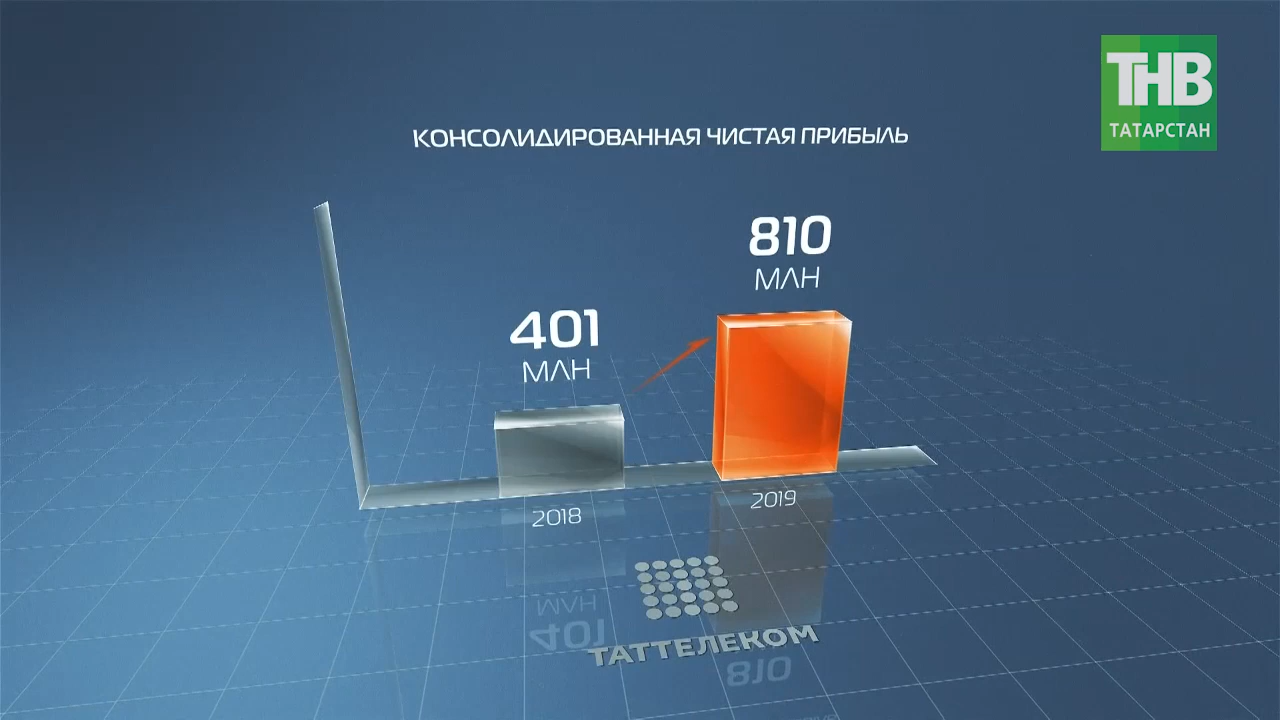 ТНВ
ТАТАРСТАН
КОНСОЛИДИРОВАННАЯ ЧИСТАЯ ПРИБЫЛЬ
810
МЛН
401
МЛН
2018
2019
ТАТТЕЛЕКОМ